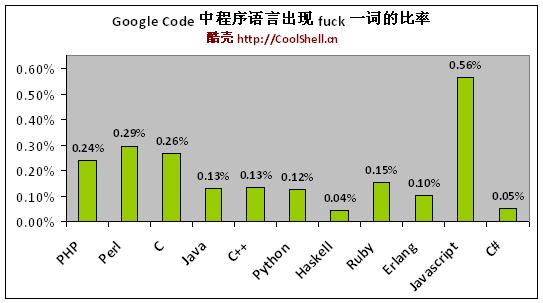 Google Code 中程序语言出现 fuck 一词的比率
酷壳 http://CoolShell.cn
0.60%
0.50%
0.40%
0.30%
0.20%
0.10%
0.00%
0.24%
0.29%
0.26%
0.13%
0.13%
0.12%
0.04%
0.15%
0.10%
0.56%
0.05%
PHP
Perl
C
Java
C++
Python
Haskell
Ruby
Erlang
Javascript
C#